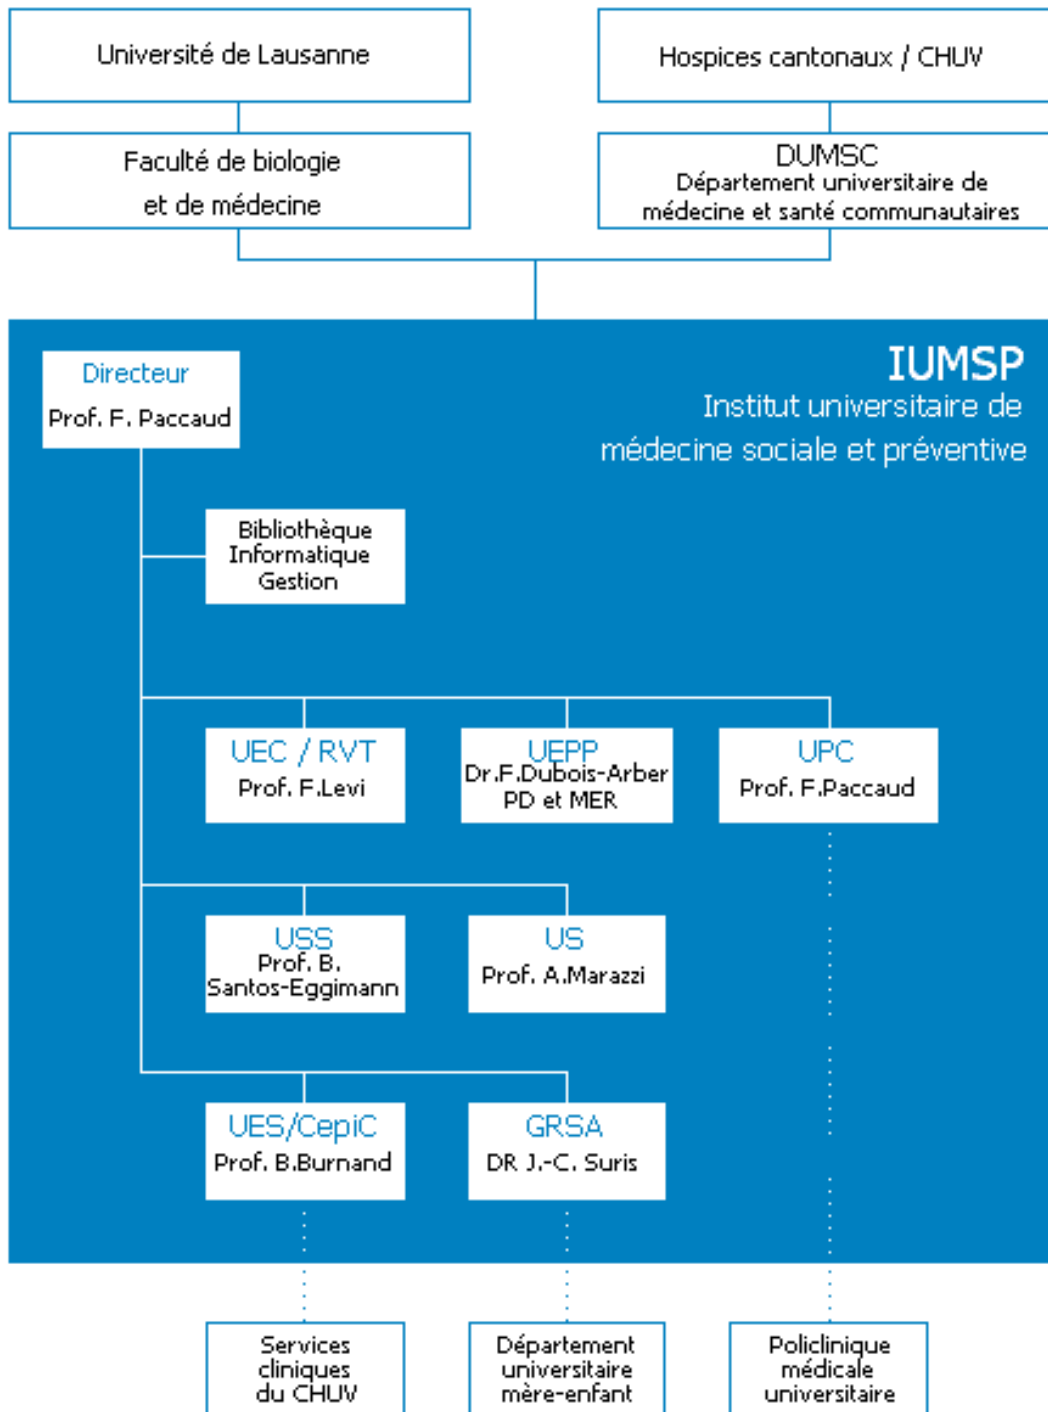 Université de Lausanne
Hospices cantonaux / CHUV
Faculté de biologie
et de médecine
DUMSC
Département universitaire de
médecine et santé communautaires
IUMSP
Institut universitaire de
médecine sociale et préventive
Directeur
Prof. F. Paccaud
Bibliothèque
Informatique
Gestion
UEC / RVT
Prof. F.Levi
UEPP
Dr.F.Dubois-Arber
PD et MER
UPC
Prof. F.Paccaud
USS
Prof. B.
Santos-Eggimann
US
Prof. A.Marazzi
UES/CepiC
Prof. B.Burnand
GRSA
DR J.-C. Suris
Services
cliniques
du CHUV
Département
universitaire
mère-enfant
Policlinique
médicale
universitaire